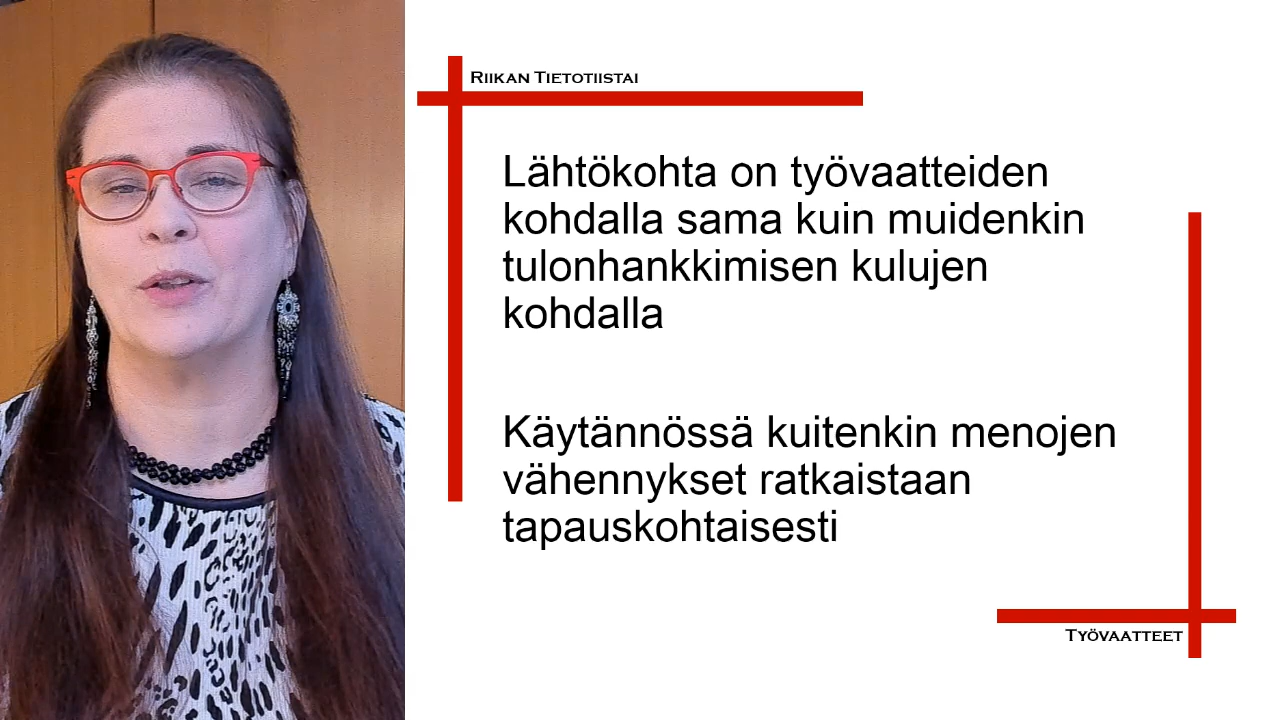 Riikan Tietotiistai
Lähtökohta on työvaatteiden
kohdalla sama kuin muidenkin
tulonhankkimisen kulujen
kohdalla
Käytännössä kuitenkin menojen
vähennykset ratkaistaan
tapauskohtaisesti
Työvaatteet